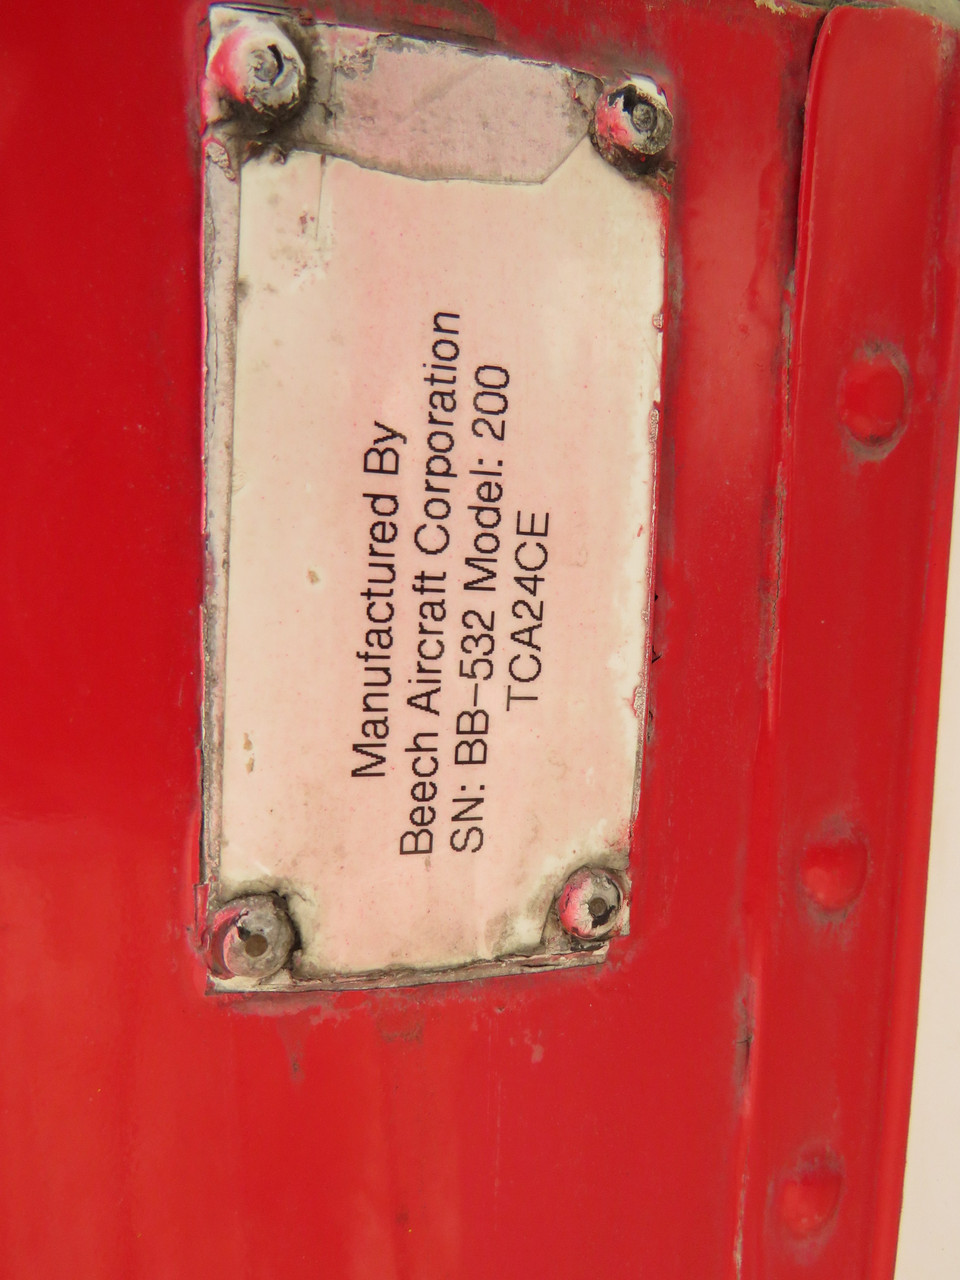 Manufactured By
Beech Aircraft Corporation
SN: BB-532 Model: 200
TCA24CE